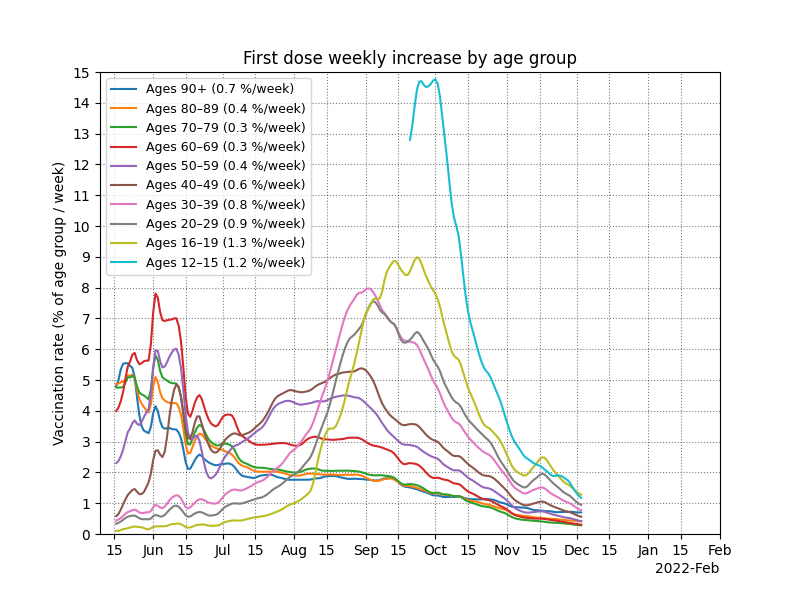 First dose weekly increase by age group
Vaccination rate (% of age group / week)
15
14
13
12
11
10
9
8
7
6
5
4
3
2
1
0
Ages 90+ (0.7 %/week)
Ages 80–89 (0.4 %/week)
Ages 70–79 (0.3 %/week)
Ages 60–69 (0.3 %/week)
Ages 50–59 (0.4 %/week)
Ages 40–49 (0.6 %/week)
Ages 30–39 (0.8 %/week)
Ages 20–29 (0.9 %/week)
Ages 16–19 (1.3 %/week)
Ages 12–15 (1.2 %/week)
15 Jun 15 Jul 15 Aug 15 Sep 15 Oct 15 Nov 15 Dec 15 Jan 15 Feb
2022-Feb